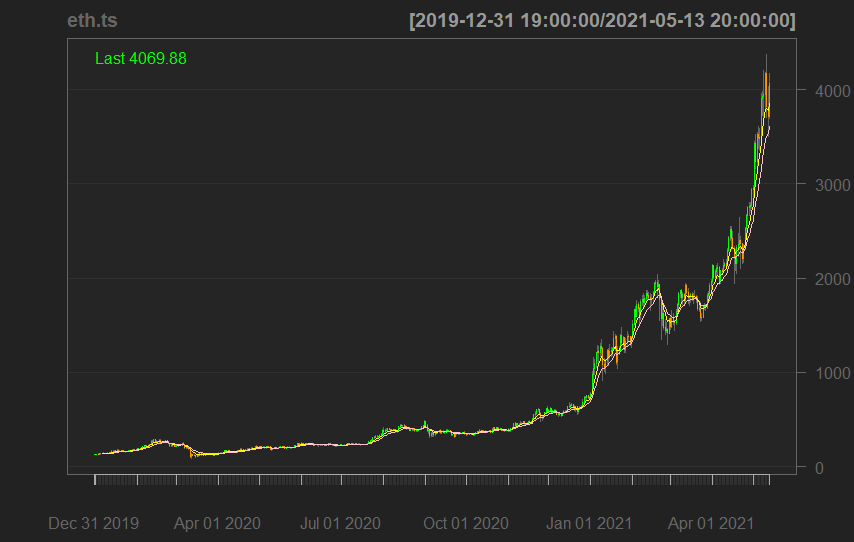 eth.ts [2019-12-31 19:00:00/2021-05-13 20:00:00]
Last 4069.88
4000
3000
2000
1000
0
Dec 31 2019 Apr 01 2020 Jul 01 2020 Oct 01 2020 Jan 01 2021 Apr 01 2021